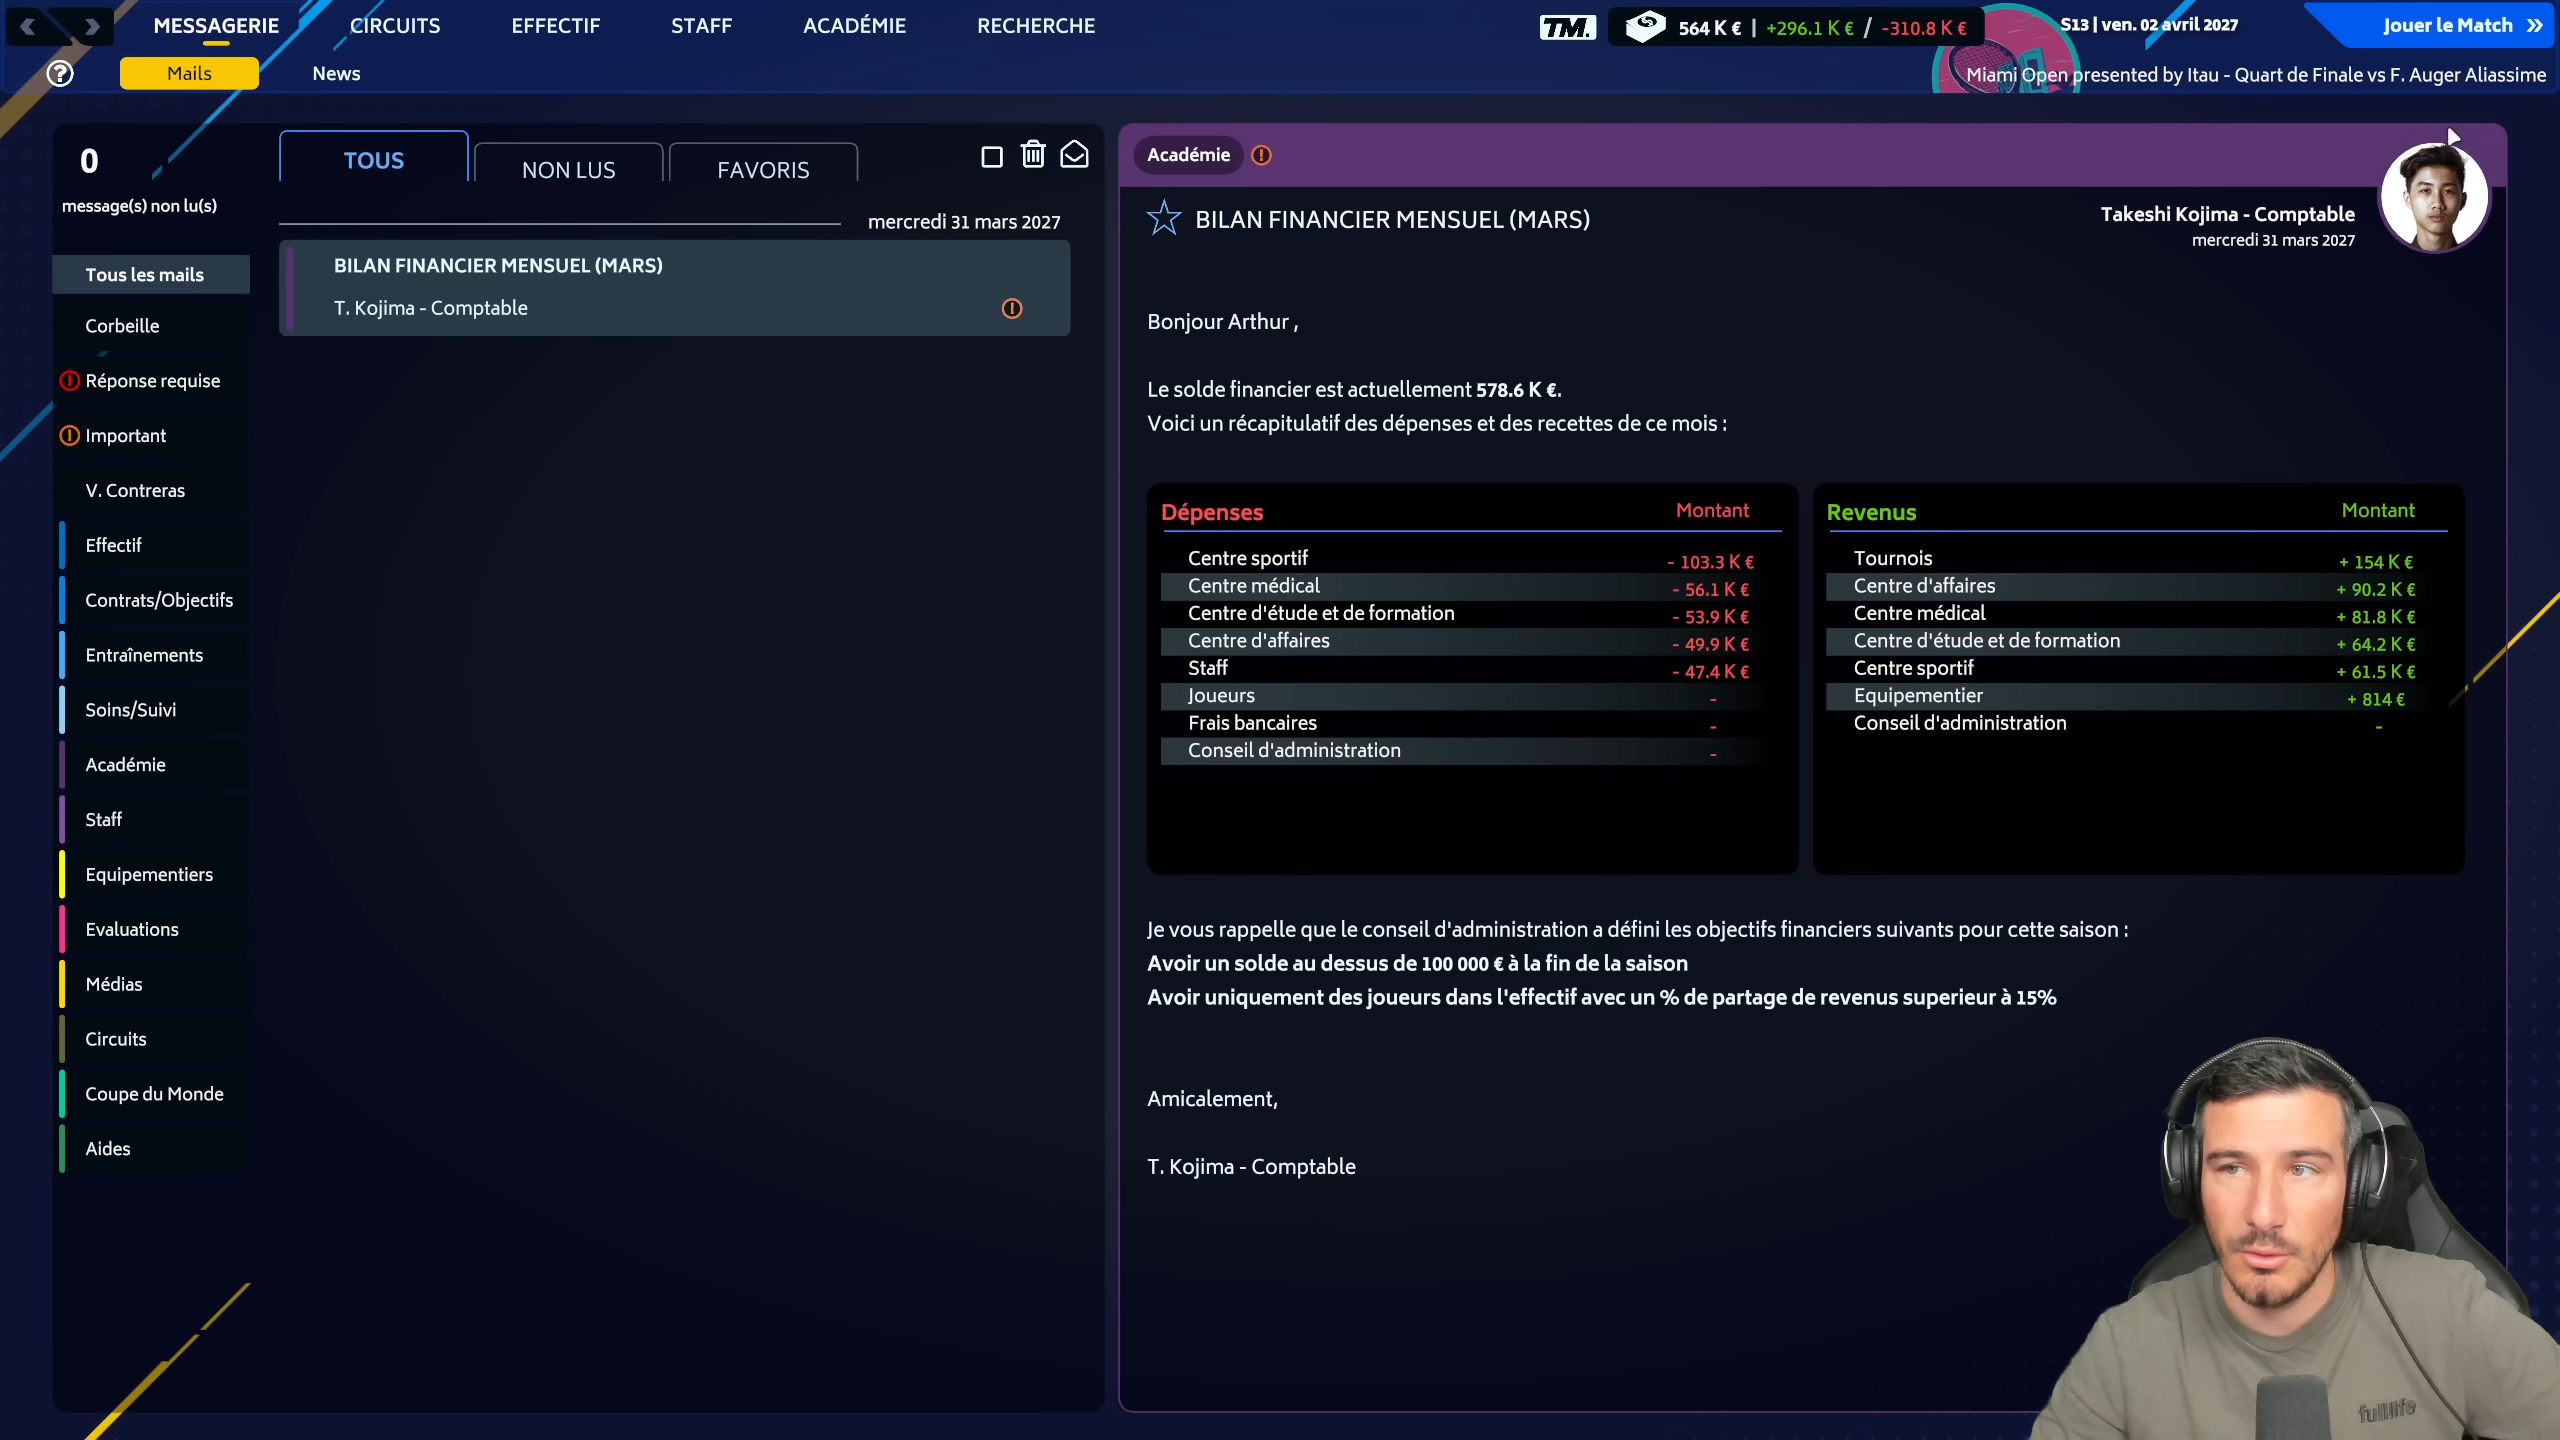 MESSAGERIE CIRCUITS EFFECTIF STAFF ACADÉMIE RECHERCHE
TM. 564 K € | +296.1 K € / -310.8 K €
S13 | ven. 02 avril 2027
Jouer le Match
Mails News
Miami Open presented by Itau - Quart de Finale vs F. Auger Aliassime
0
message(s) non lu(s)
Tous les mails
Corbeille
Réponse requise
Important
V. Contreras
Effectif
Contrats/Objectifs
Entraînements
Soins/Suivi
Académie
Staff
Equipementiers
Evaluations
Médias
Circuits
Coupe du Monde
Aides
TOUS NON LUS FAVORIS
mercredi 31 mars 2027
BILAN FINANCIER MENSUEL (MARS)
T. Kojima - Comptable
Académie
BILAN FINANCIER MENSUEL (MARS)
Takeshi Kojima - Comptable
mercredi 31 mars 2027
Bonjour Arthur ,
Le solde financier est actuellement 578.6 K €.
Voici un récapitulatif des dépenses et des recettes de ce mois :
Dépenses Montant
Centre sportif - 103.3 K €
Centre médical - 56.1 K €
Centre d'étude et de formation - 53.9 K €
Centre d'affaires - 49.9 K €
Staff - 47.4 K €
Joueurs -
Frais bancaires -
Conseil d'administration -
Revenus Montant
Tournois + 154 K €
Centre d'affaires + 90.2 K €
Centre médical + 81.8 K €
Centre d'étude et de formation + 64.2 K €
Centre sportif + 61.5 K €
Equipementier + 814 €
Conseil d'administration -
Je vous rappelle que le conseil d'administration a défini les objectifs financiers suivants pour cette saison :
Avoir un solde au dessus de 100 000 € à la fin de la saison
Avoir uniquement des joueurs dans l'effectif avec un % de partage de revenus superieur à 15%
Amicalement,
T. Kojima - Comptable
fulllife